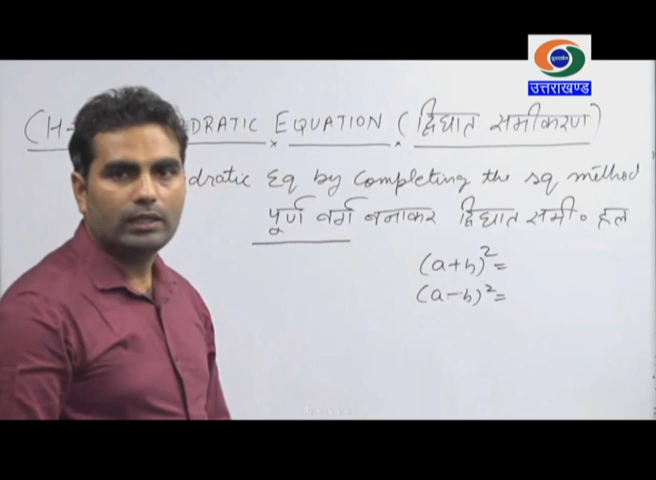 उत्तराखण्ड
(H- DRATIC EQUATION (द्विघात समीकरण)
dratic Eq by completing the sq method
पूर्ण वर्ग बनाकर द्विघात समी० हल
(a+b)²=
(a-b)²=